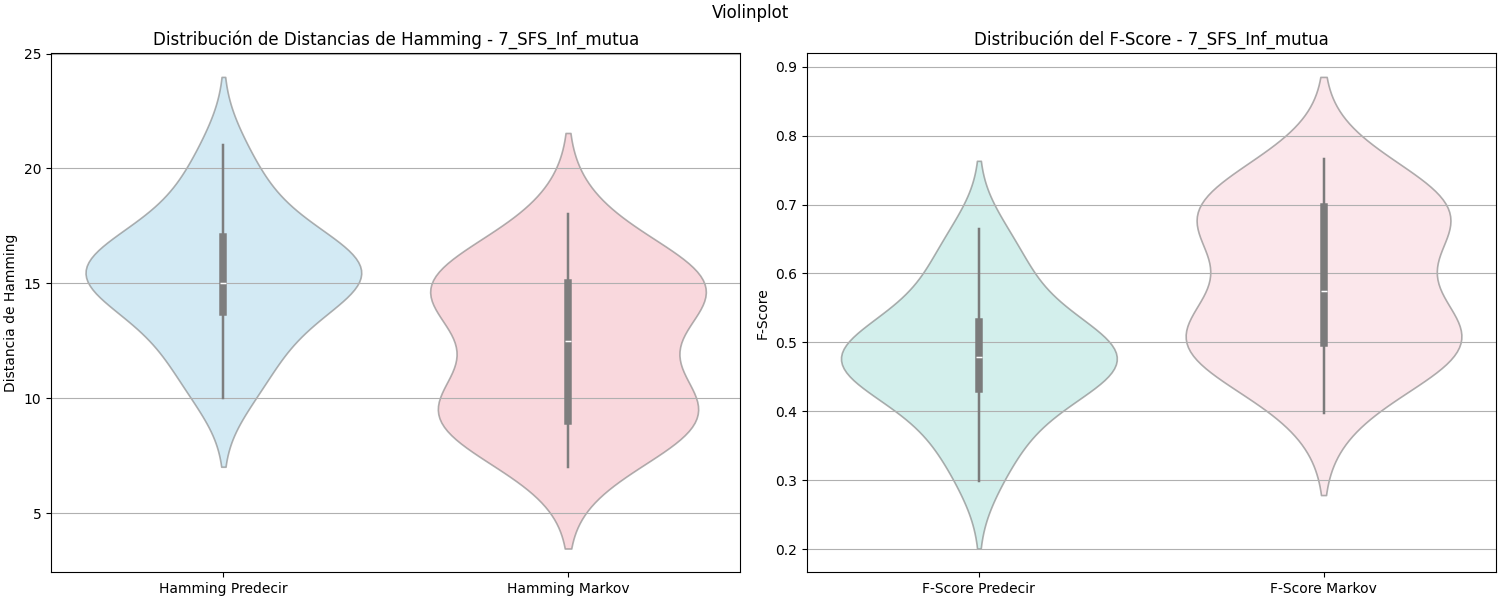 Violinplot
Distribución de Distancias de Hamming - 7_SFS_Inf_mutua
Distancia de Hamming
25
20
15
10
5
Hamming Predecir
Hamming Markov
Distribución del F-Score - 7_SFS_Inf_mutua
F-Score
0.9
0.8
0.7
0.6
0.5
0.4
0.3
0.2
F-Score Predecir
F-Score Markov